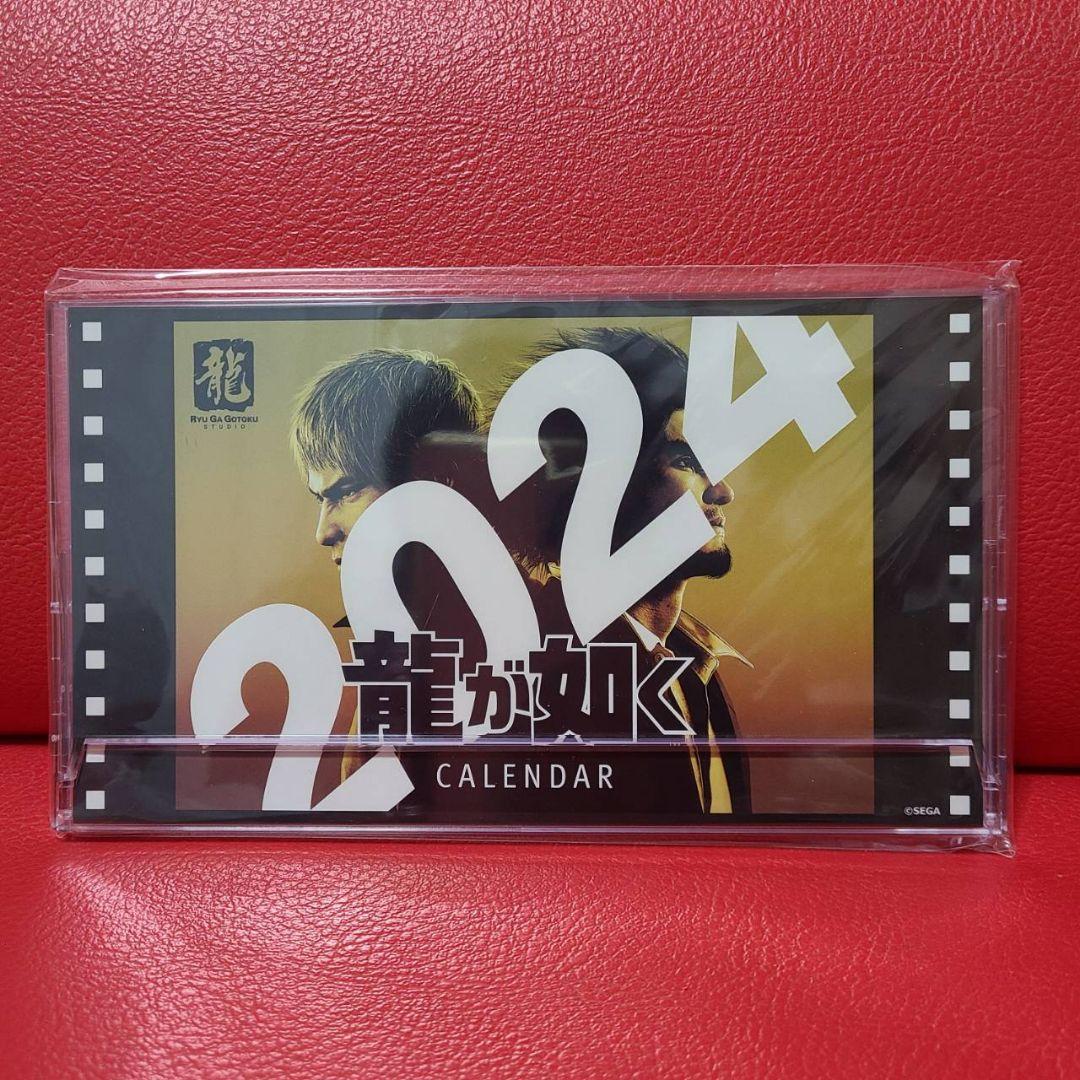 龍
RYU GA GOTOKU
STUDIO
2024
龍が如く
CALENDAR
©SEGA